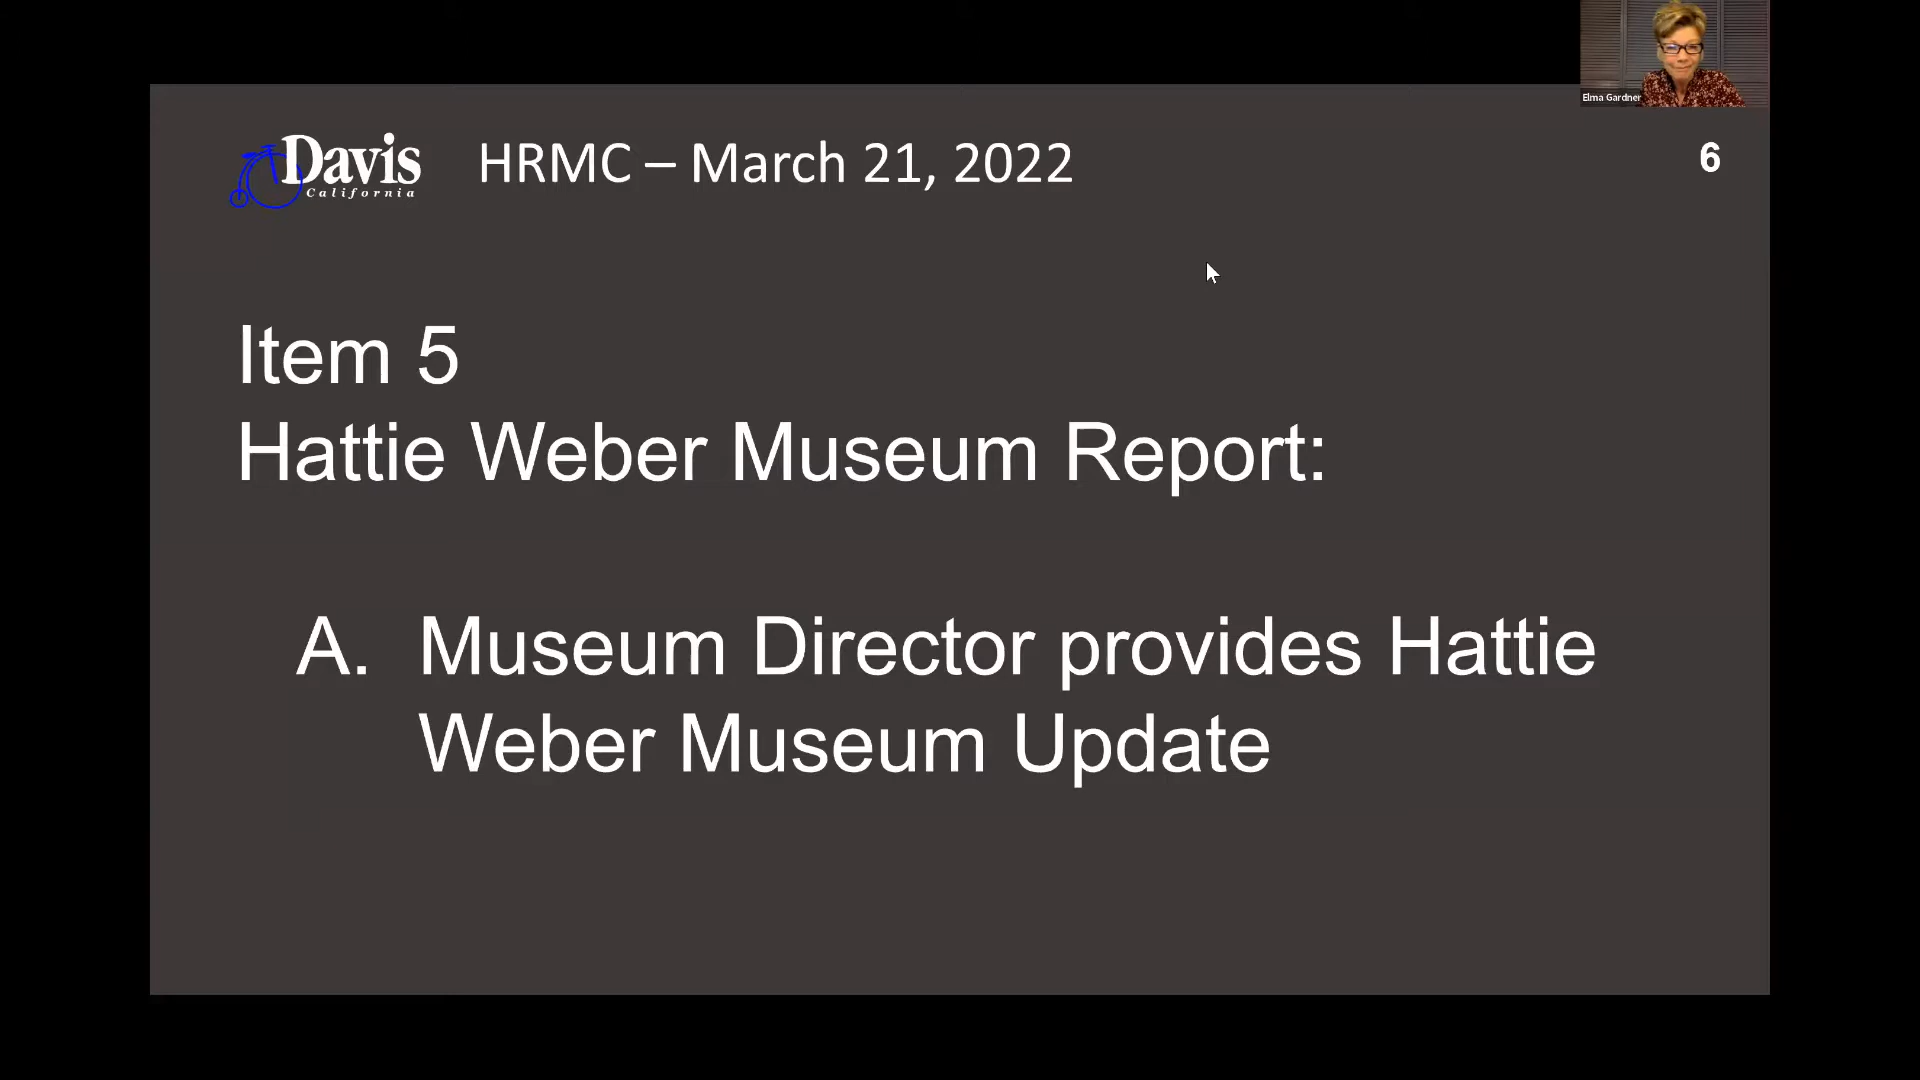 Elma Gardner
Davis
California
HRMC – March 21, 2022
6
Item 5
Hattie Weber Museum Report:
A. Museum Director provides Hattie
Weber Museum Update